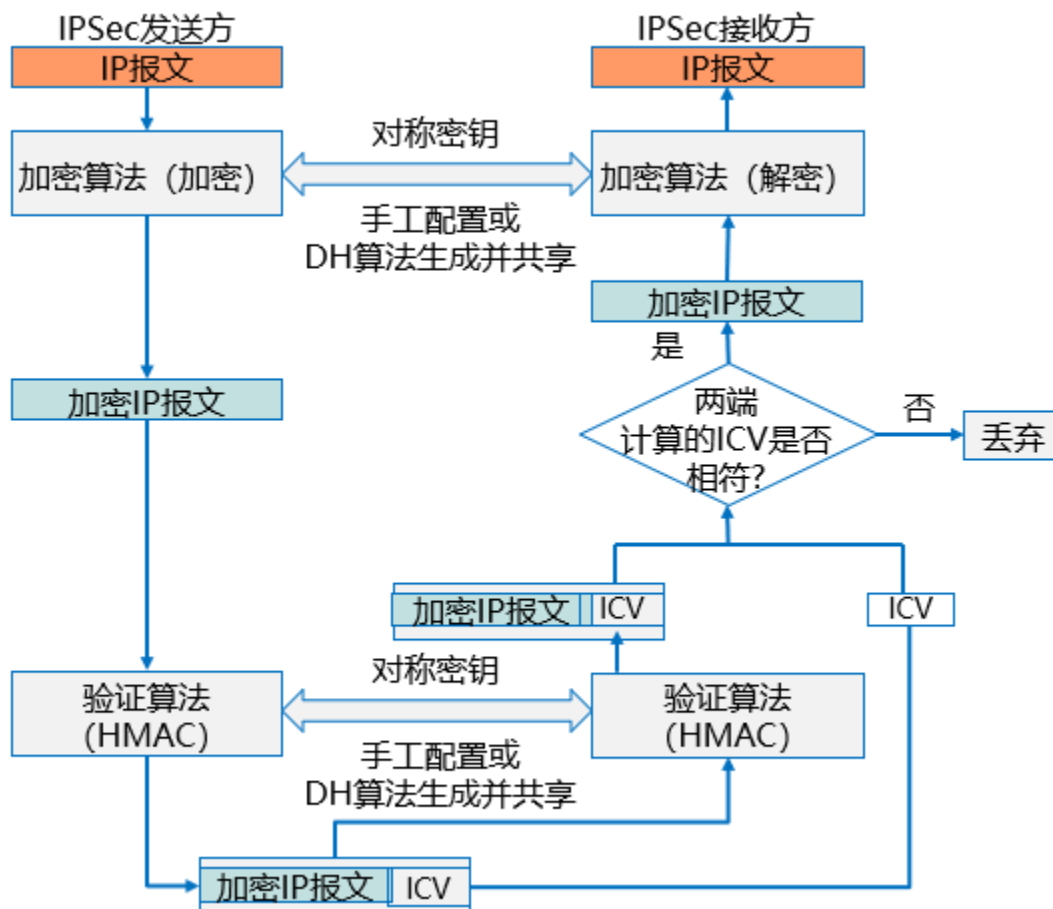 IPSec发送方
IPSec接收方
IP报文
IP报文
对称密钥
加密算法（加密）
加密算法（解密）
手工配置或
DH算法生成并共享
加密IP报文
是
加密IP报文
两端
计算的ICV是否
相符?
否
丢弃
加密IP报文
ICV
ICV
对称密钥
验证算法
(HMAC)
验证算法
(HMAC)
手工配置或
DH算法生成并共享
加密IP报文
ICV